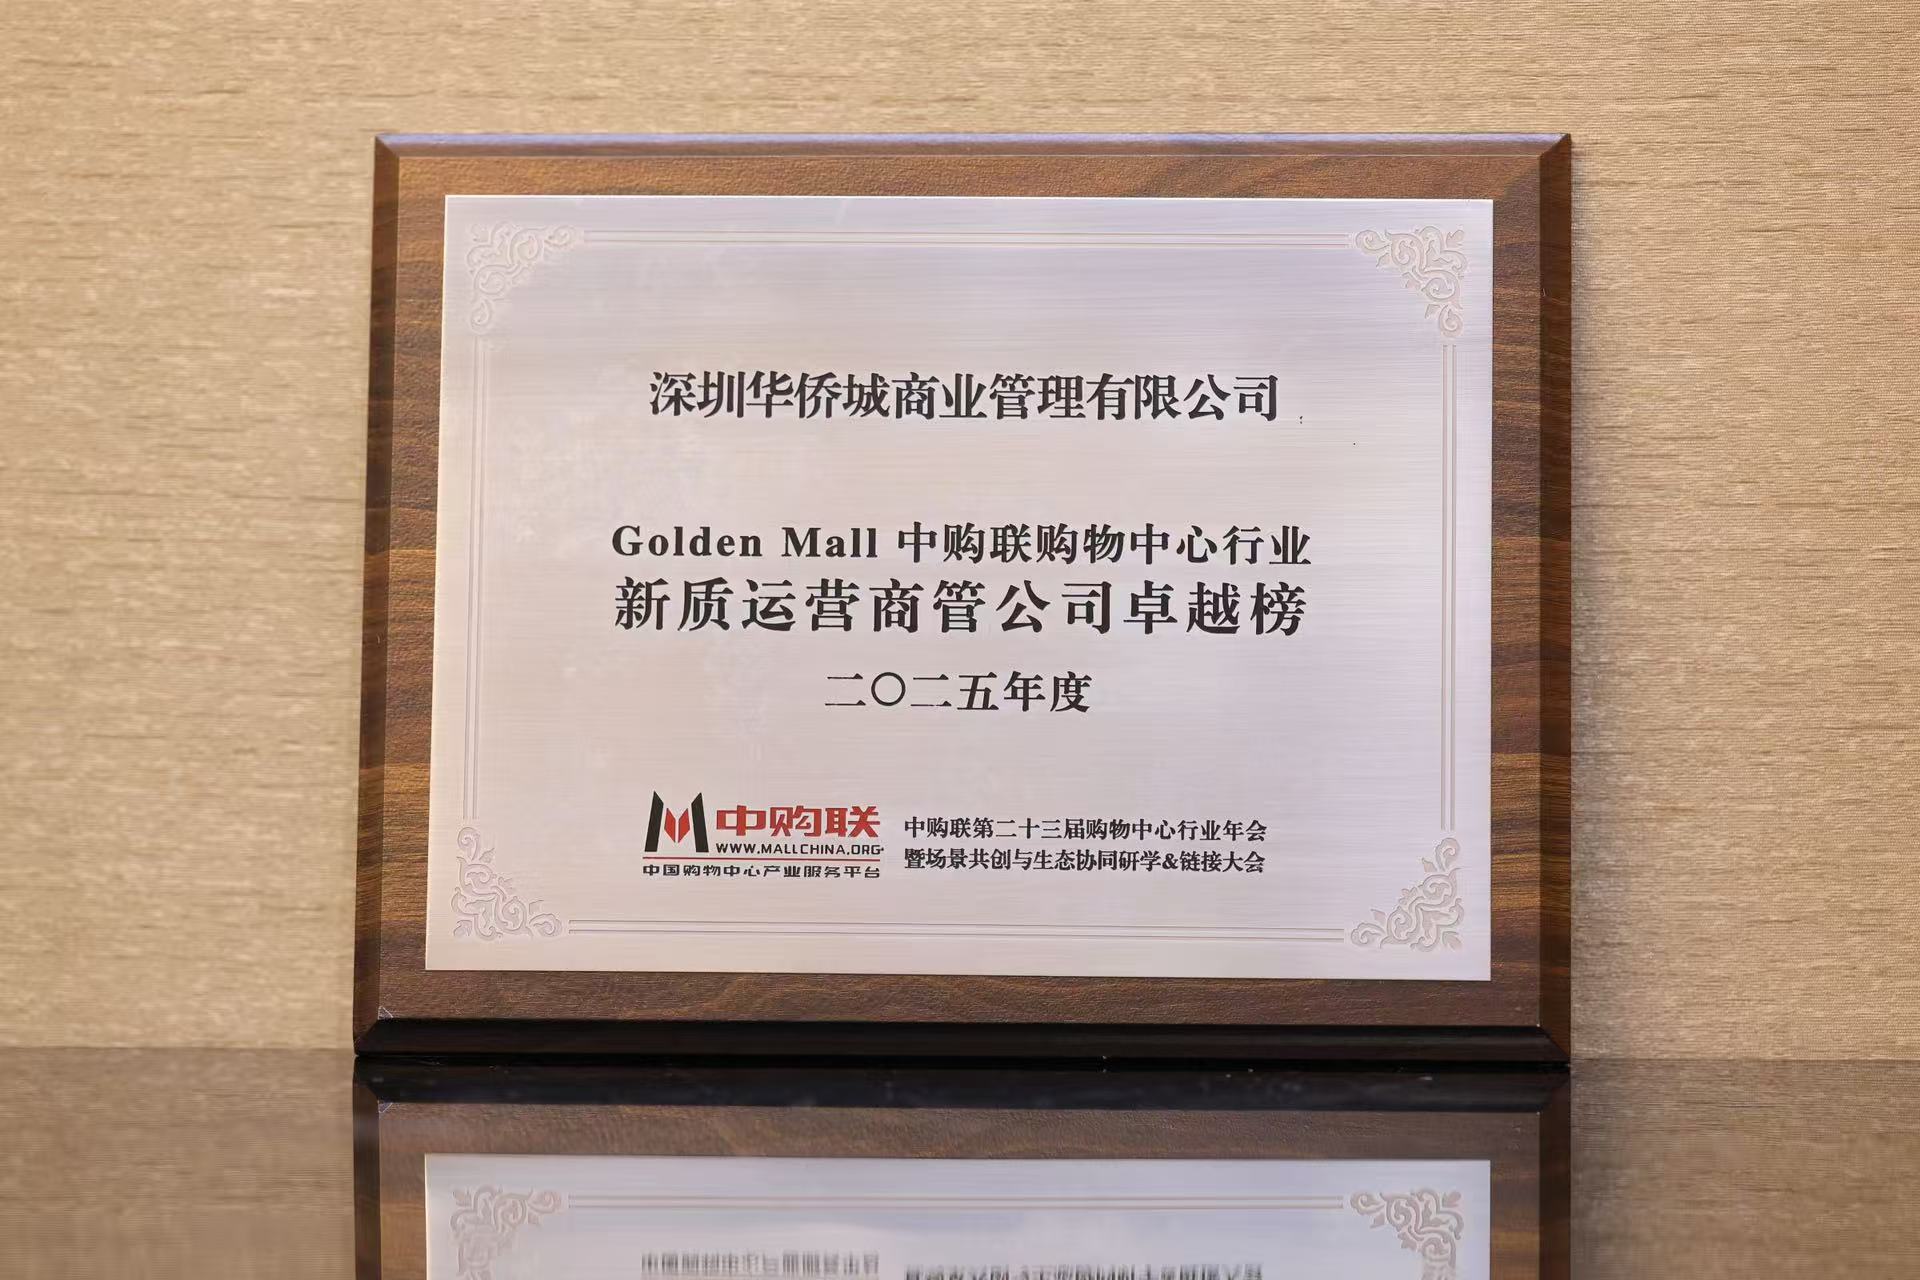 深圳华侨城商业管理有限公司
Golden Mall 中购联购物中心行业
新质运营商管公司卓越榜
二〇二五年度
中购联
WWW.MALLCHINA.ORG
中国购物中心产业服务平台
中购联第二十三届购物中心行业年会
暨场景共创与生态协同研学&链接大会